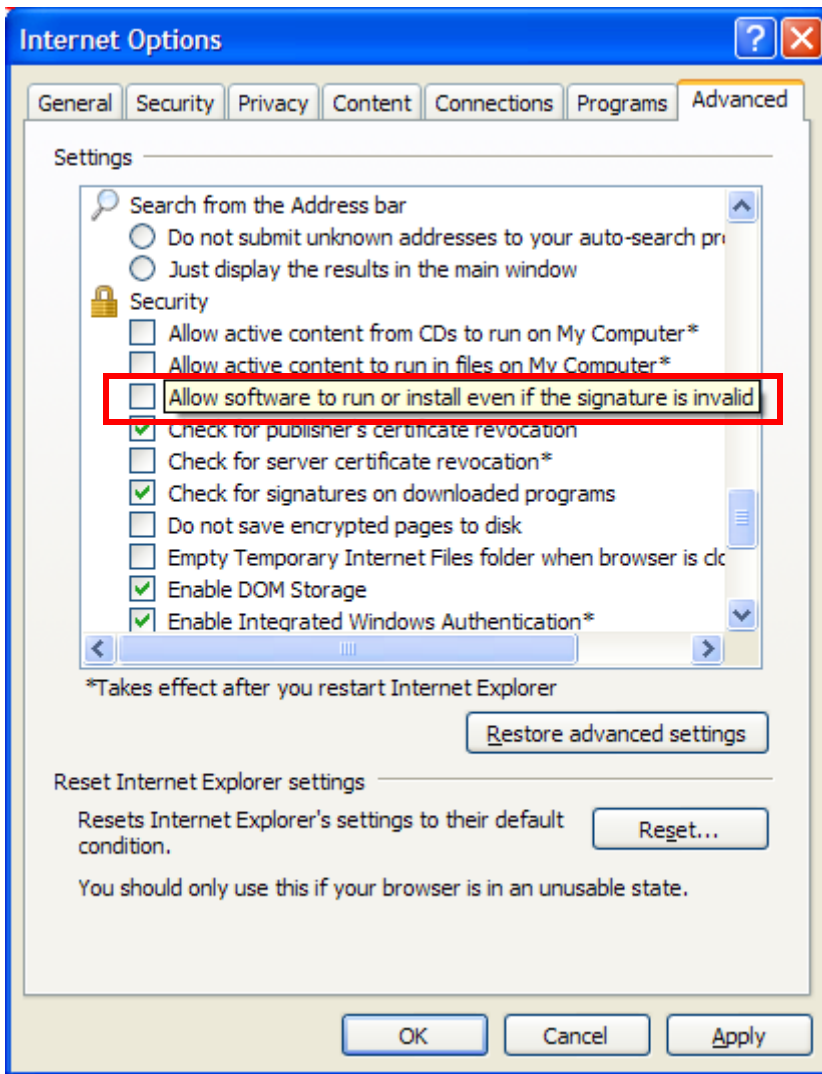 Internet Options
General Security Privacy Content Connections Programs Advanced
Settings
Search from the Address bar
Do not submit unknown addresses to your auto-search pr
Just display the results in the main window
Security
Allow active content from CDs to run on My Computer*
Allow active content to run in files on My Computer*
Allow software to run or install even if the signature is invalid
Check for publisher's certificate revocation
Check for server certificate revocation*
Check for signatures on downloaded programs
Do not save encrypted pages to disk
Empty Temporary Internet Files folder when browser is
Enable DOM Storage
Enable Integrated Windows Authentication*
*Takes effect after you restart Internet Explorer
Restore advanced settings
Reset Internet Explorer settings
Resets Internet Explorer's settings to their default
condition.
Reset...
You should only use this if your browser is in an unusable state.
OK Cancel Apply